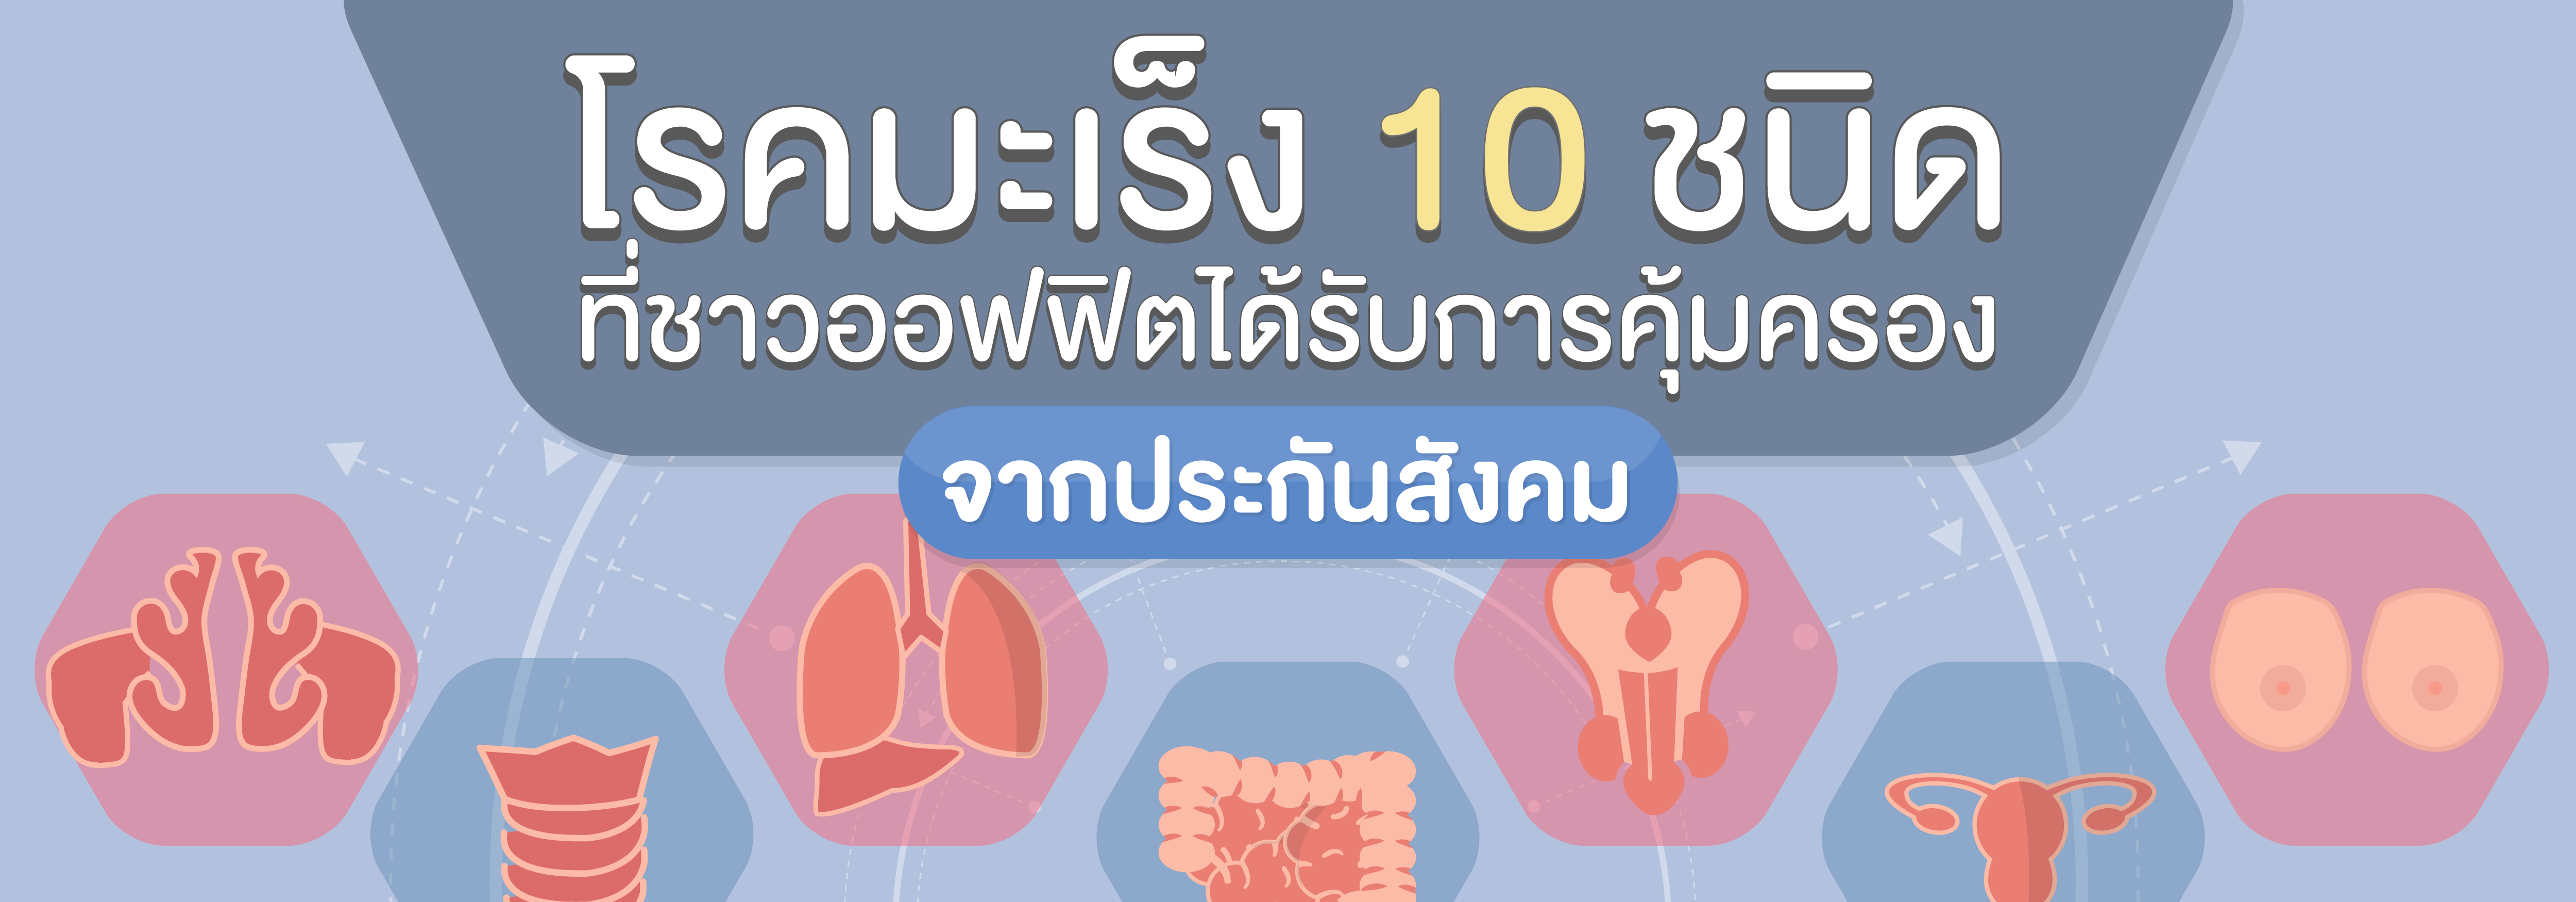 โรคมะเร็ง 10 ชนิด
ที่ชาวออฟฟิตได้รับการคุ้มครอง
จากประกันสังคม